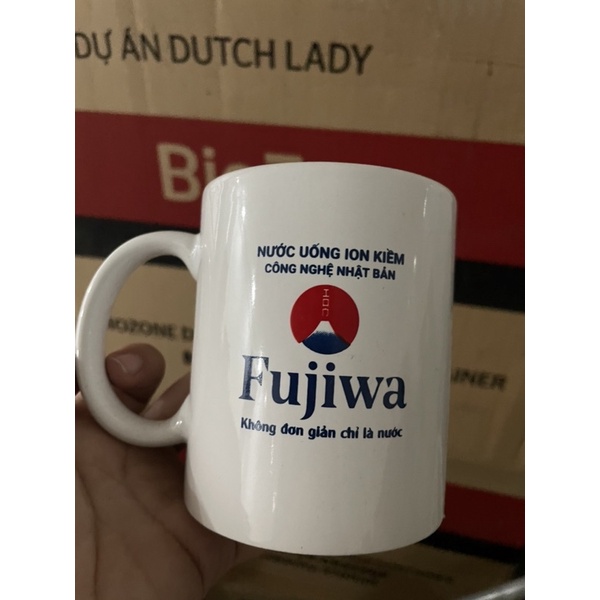 DỰ ÁN DUTCH LADY
NƯỚC UỐNG ION KIỀM
CÔNG NGHỆ NHẬT BẢN
Fujiwa
Không đơn giản chỉ là nước